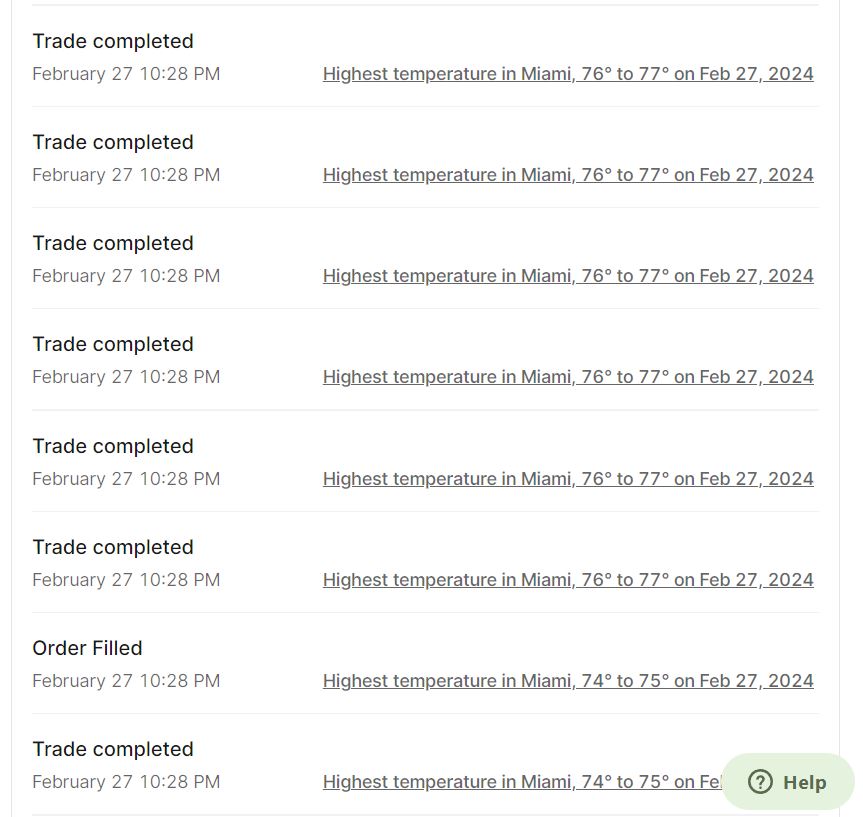 Trade completed
February 27 10:28 PM Highest temperature in Miami, 76° to 77° on Feb 27, 2024
Trade completed
February 27 10:28 PM Highest temperature in Miami, 76° to 77° on Feb 27, 2024
Trade completed
February 27 10:28 PM Highest temperature in Miami, 76° to 77° on Feb 27, 2024
Trade completed
February 27 10:28 PM Highest temperature in Miami, 76° to 77° on Feb 27, 2024
Trade completed
February 27 10:28 PM Highest temperature in Miami, 76° to 77° on Feb 27, 2024
Trade completed
February 27 10:28 PM Highest temperature in Miami, 76° to 77° on Feb 27, 2024
Order Filled
February 27 10:28 PM Highest temperature in Miami, 74° to 75° on Feb 27, 2024
Trade completed
February 27 10:28 PM Highest temperature in Miami, 74° to 75° on
Help